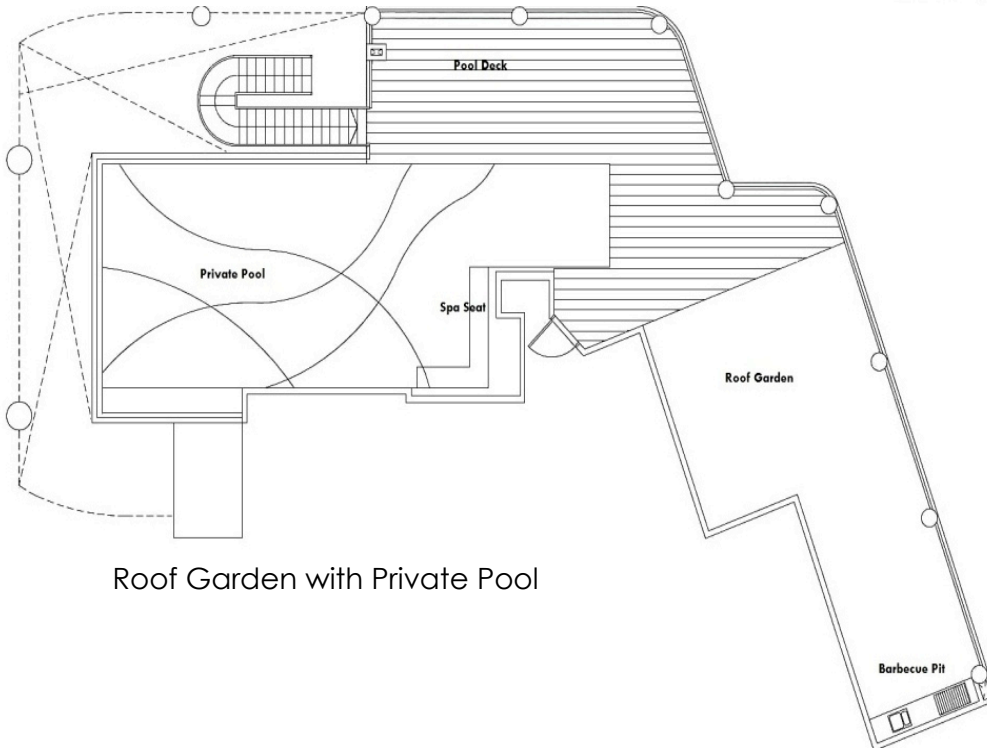 Pool Deck
Private Pool
Spa Seat
Roof Garden
Roof Garden with Private Pool
Barbecue Pit